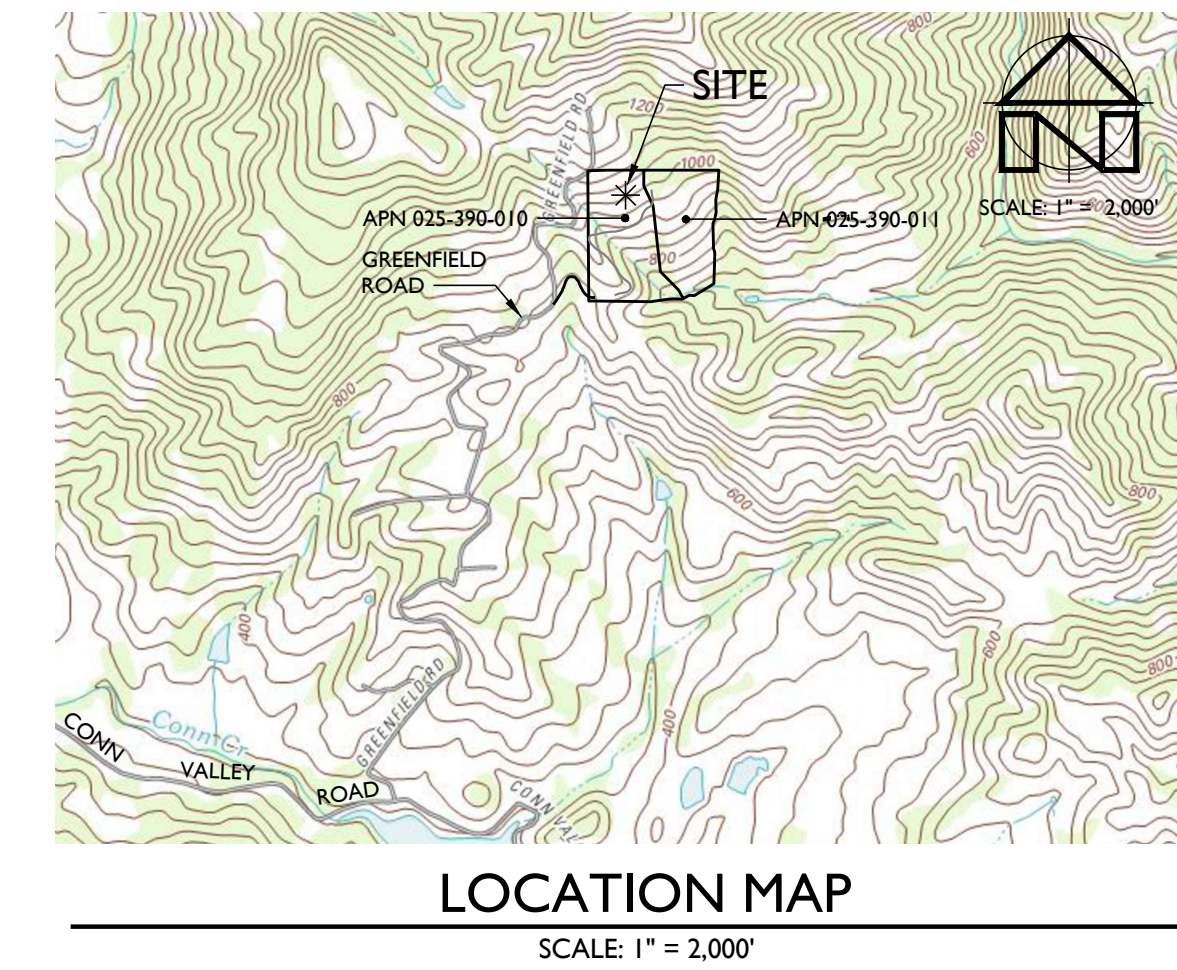 800
SITE
1200
GREENFIELD RD
600
1000
SCALE: 1" = 2,000'
APN 025-390-010
APN 025-390-011
GREENFIELD
ROAD
800
800
600
800
400
600
800
GREENFIELD RD
400
Conn Cr
CONN
VALLEY
ROAD
CONN VAL
LOCATION MAP
SCALE: 1" = 2,000'